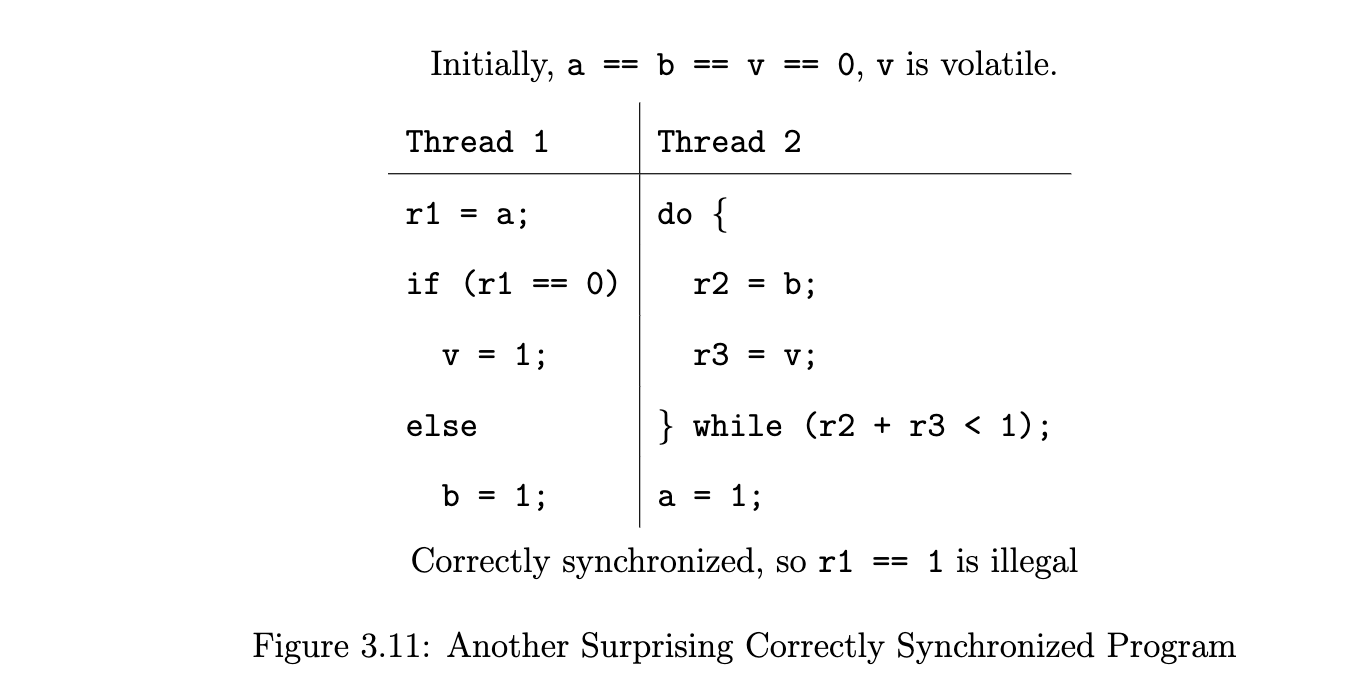 Initially, a == b == v == 0, v is volatile.
Thread 1
r1 = a;
if (r1 == 0)
v = 1;
else
b = 1;
Thread 2
do {
r2 = b;
r3 = v;
} while (r2 + r3 < 1);
a = 1;
Correctly synchronized, so r1 == 1 is illegal
Figure 3.11: Another Surprising Correctly Synchronized Program